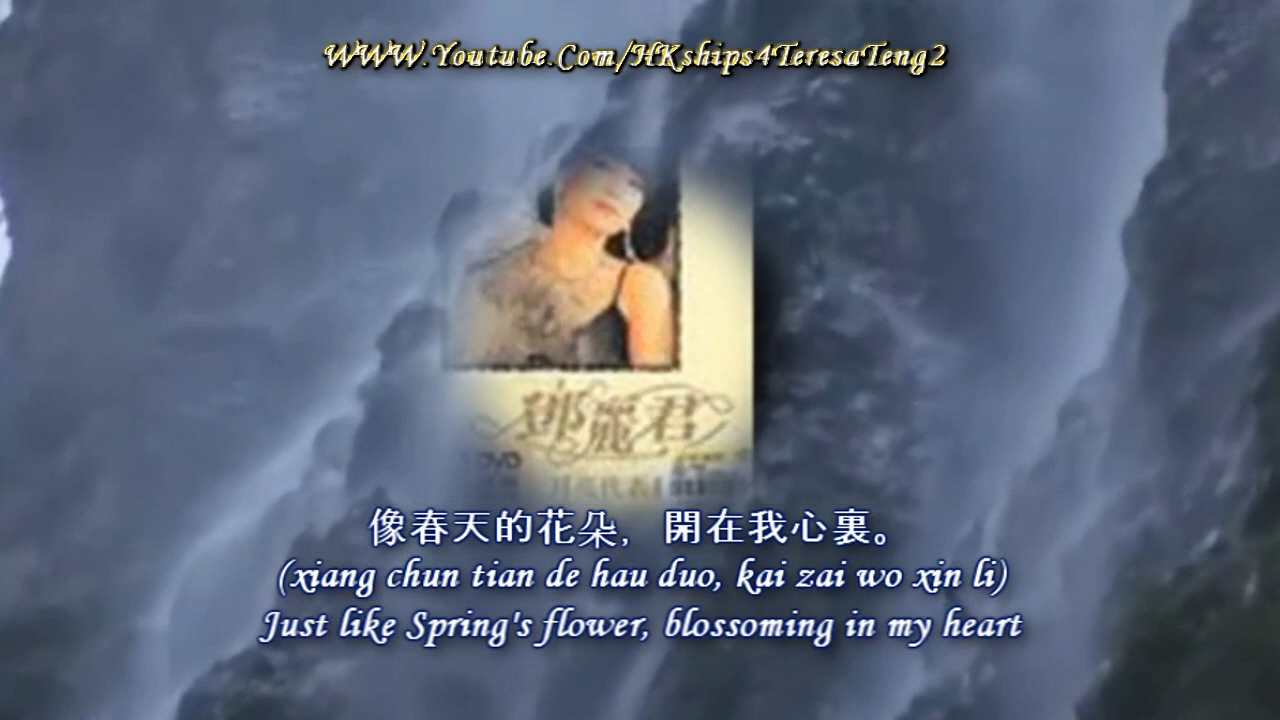 WWW.Youtube.Com/HKships4TeresaTeng2
鄧麗君
DVD
像春天的花朵,開在我心裏。
(xiang chun tian de hau duo, kai zai wo xin li)
Just like Spring's flower, blossoming in my heart